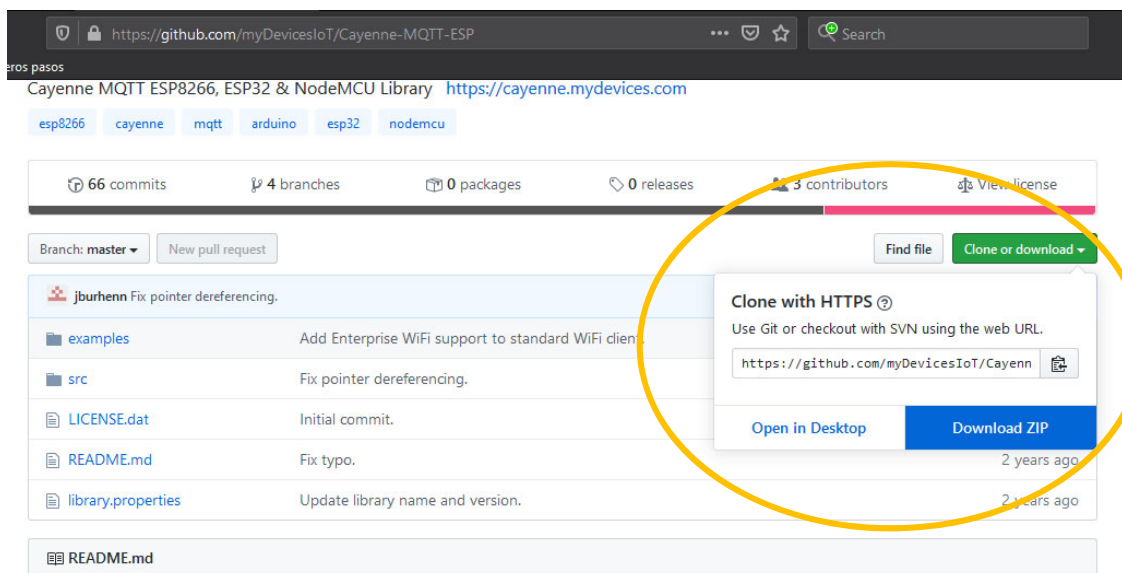 https://github.com/myDevicesIoT/Cayenne-MQTT-ESP
Search
eros pasos
Cayenne MQTT ESP8266, ESP32 & NodeMCU Library https://cayenne.mydevices.com
esp8266 cayenne mqtt arduino esp32 nodemcu
66 commits 4 branches 0 packages 0 releases 3 contributors View license
Branch: master New pull request Find file Clone or download
jburhenn Fix pointer dereferencing.
Clone with HTTPS
Use Git or checkout with SVN using the web URL.
https://github.com/myDevicesIoT/Cayenn
Open in Desktop Download ZIP
examples Add Enterprise WiFi support to standard WiFi client.
src Fix pointer dereferencing.
LICENSE.dat Initial commit.
README.md Fix typo. 2 years ago
library.properties Update library name and version. 2 years ago
README.md